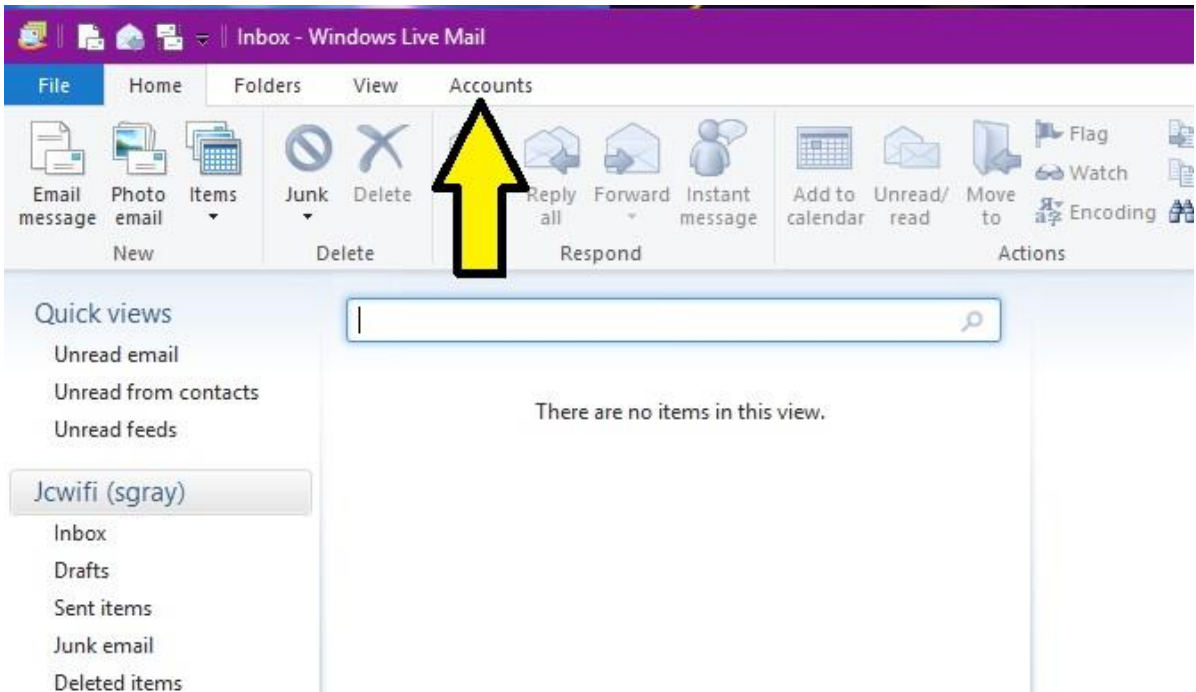 Inbox - Windows Live Mail
File Home Folders View Accounts
Email message
Photo email
Items
Junk
Delete
Reply all
Forward
Instant message
Add to calendar
Unread/ read
Move to
Flag
Watch
Encoding
New
Delete
Respond
Actions
Quick views
Unread email
Unread from contacts
Unread feeds
Jcwifi (sgray)
Inbox
Drafts
Sent items
Junk email
Deleted items
There are no items in this view.